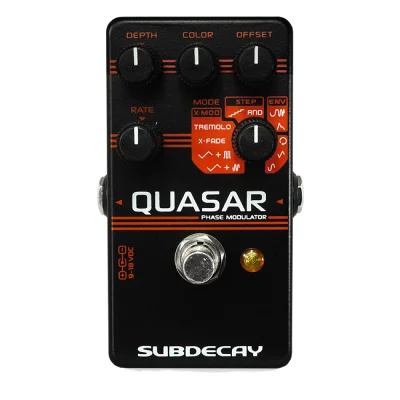 DEPTH COLOR OFFSET
RATE MODE STEP ENV
X-MOD RND
TREMOLO
X-FADE
+
+
QUASAR
PHASE MODULATOR
9-18 VDC
SUBDECAY